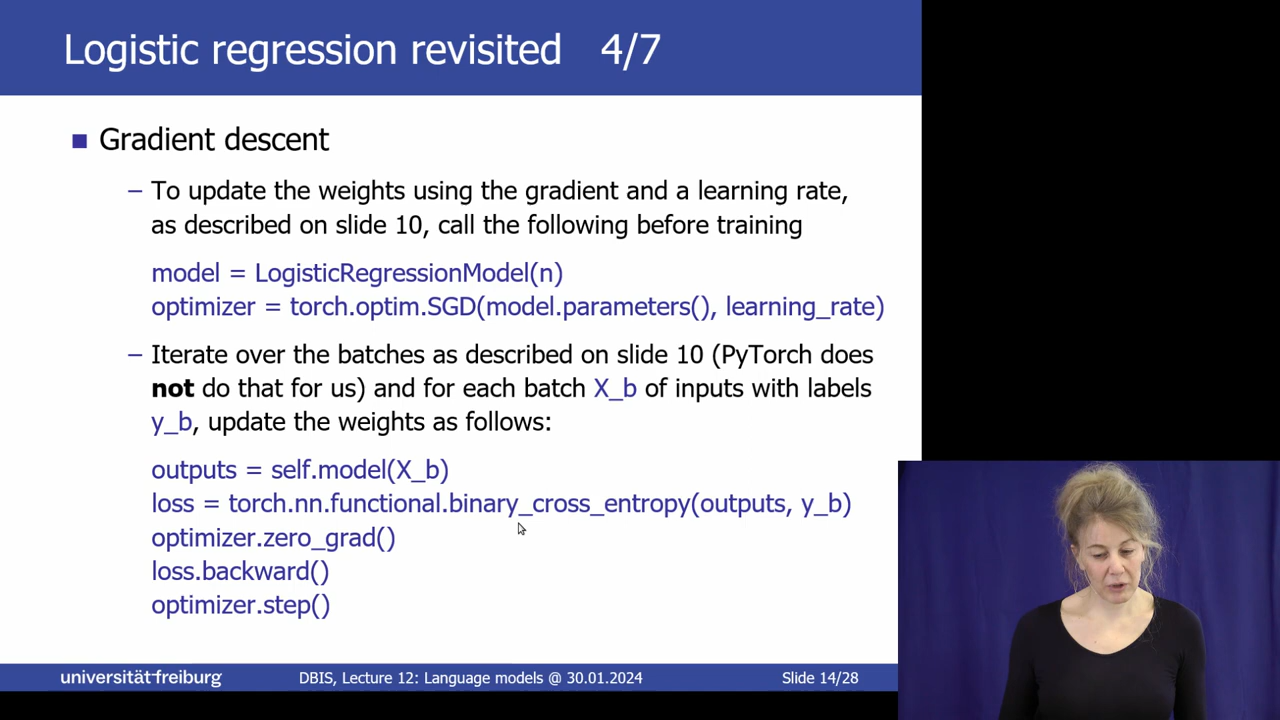 Logistic regression revisited 4/7
■ Gradient descent
– To update the weights using the gradient and a learning rate,
as described on slide 10, call the following before training
model = LogisticRegressionModel(n)
optimizer = torch.optim.SGD(model.parameters(), learning_rate)
– Iterate over the batches as described on slide 10 (PyTorch does
not do that for us) and for each batch X_b of inputs with labels
y_b, update the weights as follows:
outputs = self.model(X_b)
loss = torch.nn.functional.binary_cross_entropy(outputs, y_b)
optimizer.zero_grad()
loss.backward()
optimizer.step()
universität freiburg DBIS, Lecture 12: Language models @ 30.01.2024 Slide 14/28